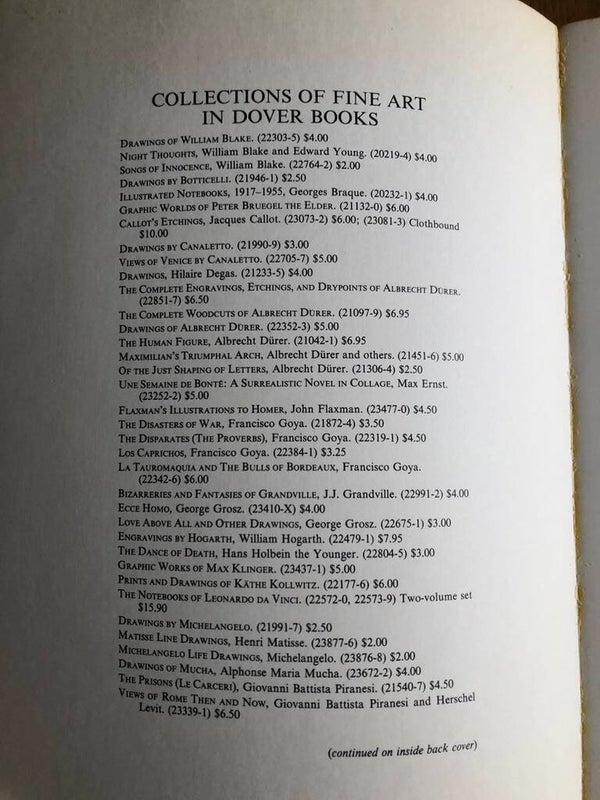 COLLECTIONS OF FINE ART
IN DOVER BOOKS
DRAWINGS OF WILLIAM BLAKE. (22303-5) $4.00
NIGHT THOUGHTS, William Blake and Edward Young. (20219-4) $4.00
SONGS OF INNOCENCE, William Blake. (22764-2) $2.00
DRAWINGS BY BOTTICELLI. (21946-1) $2.50
ILLUSTRATED NOTEBOOKS, 1917–1955, Georges Braque. (20232-1) $4.00
GRAPHIC WORLDS OF PETER BRUEGEL THE ELDER. (21132-0) $6.00
CALLOT'S ETCHINGS, Jacques Callot. (23073-2) $6.00; (23081-3) Clothbound
$10.00
DRAWINGS BY CANALETTO. (21990-9) $3.00
VIEWS OF VENICE BY CANALETTO. (22705-7) $5.00
DRAWINGS, Hilaire Degas. (21233-5) $4.00
THE COMPLETE ENGRAVINGS, ETCHINGS, AND DRYPOINTS OF ALBRECHT DÜRER.
(22851-7) $6.50
THE COMPLETE WOODCUTS OF ALBRECHT DÜRER. (21097-9) $6.95
DRAWINGS OF ALBRECHT DÜRER. (22352-3) $5.00
THE HUMAN FIGURE, Albrecht Dürer. (21042-1) $6.95
MAXIMILIAN'S TRIUMPHAL ARCH, Albrecht Dürer and others. (21451-6) $5.00
OF THE JUST SHAPING OF LETTERS, Albrecht Dürer. (21306-4) $2.50
UNE SEMAINE DE BONTÉ: A SURREALISTIC NOVEL IN COLLAGE, Max Ernst.
(23252-2) $5.00
FLAXMAN'S ILLUSTRATIONS TO HOMER, John Flaxman. (23477-0) $4.50
THE DISASTERS OF WAR, Francisco Goya. (21872-4) $3.50
THE DISPARATES (THE PROVERBS), Francisco Goya. (22319-1) $4.50
LOS CAPRICHOS, Francisco Goya. (22384-1) $3.25
LA TAUROMAQUIA AND THE BULLS OF BORDEAUX, Francisco Goya.
(22342-6) $6.00
BIZARRERIES AND FANTASIES OF GRANDVILLE, J.J. Grandville. (22991-2) $4.00
ECCE HOMO, George Grosz. (23410-X) $4.00
LOVE ABOVE ALL AND OTHER DRAWINGS, George Grosz. (22675-1) $3.00
ENGRAVINGS BY HOGARTH, William Hogarth. (22479-1) $7.95
THE DANCE OF DEATH, Hans Holbein the Younger. (22804-5) $3.00
GRAPHIC WORKS OF MAX KLINGER. (23437-1) $5.00
PRINTS AND DRAWINGS OF KÄTHE KOLLWITZ. (22177-6) $6.00
THE NOTEBOOKS OF LEONARDO DA VINCI. (22572-0, 22573-9) Two-volume set
$15.90
DRAWINGS BY MICHELANGELO. (21991-7) $2.50
MATISSE LINE DRAWINGS, Henri Matisse. (23877-6) $2.00
MICHELANGELO LIFE DRAWINGS, Michelangelo. (23876-8) $2.00
DRAWINGS OF MUCHA, Alphonse Maria Mucha. (23672-2) $4.00
THE PRISONS (LE CARCERI), Giovanni Battista Piranesi. (21540-7) $4.50
VIEWS OF ROME THEN AND NOW, Giovanni Battista Piranesi and Herschel
Levit. (23339-1) $6.50
(continued on inside back cover)